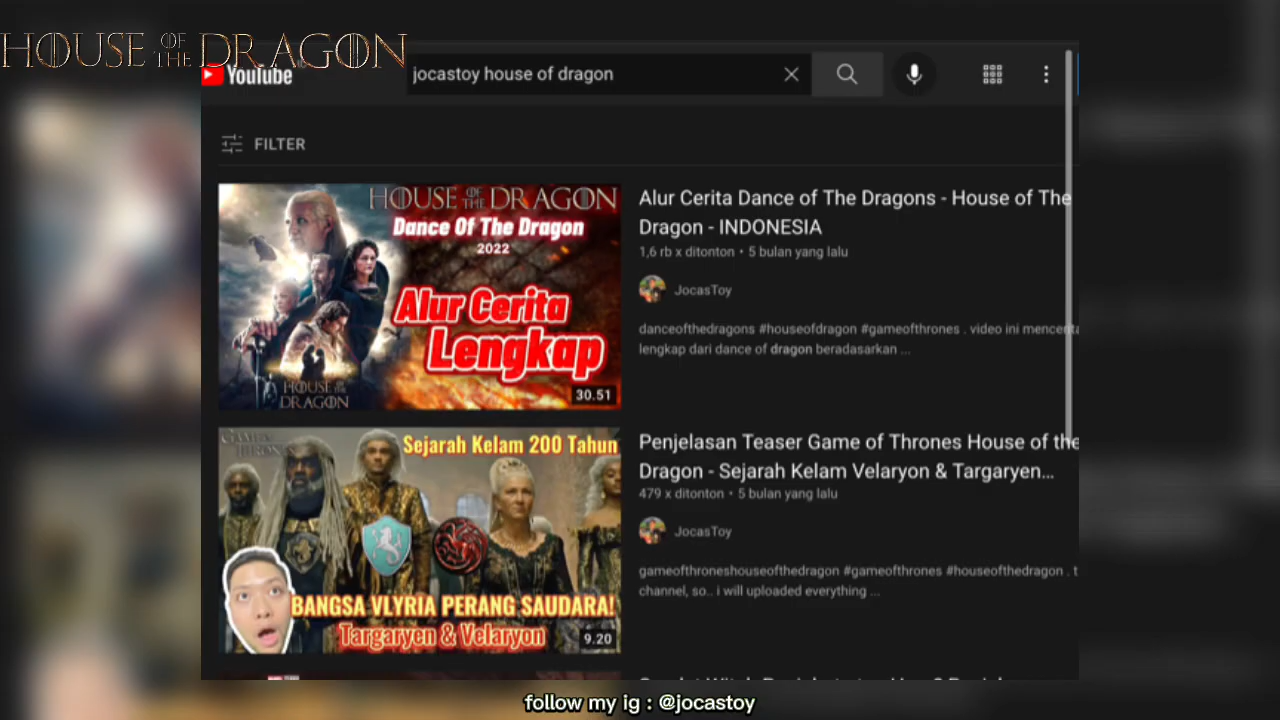 HOUSE OF THE DRAGON
YouTube
jocastoy house of dragon
FILTER
HOUSE OF THE DRAGON
Dance Of The Dragon
2022
Alur Cerita
Lengkap
HOUSE OF THE
DRAGON
30.51
Alur Cerita Dance of The Dragons - House of The
Dragon - INDONESIA
1,6 rb x ditonton • 5 bulan yang lalu
JocasToy
danceofthedragons #houseofdragon #gameofthrones . video ini mencerita
lengkap dari dance of dragon beradasarkan ...
Sejarah Kelam 200 Tahun
BANGSA VLYRIA PERANG SAUDARA!
Targaryen & Velaryon
9.20
Penjelasan Teaser Game of Thrones House of the
Dragon - Sejarah Kelam Velaryon & Targaryen...
479 x ditonton • 5 bulan yang lalu
JocasToy
gameofthroneshouseofthedragon #gameofthrones #houseofthedragon . t
channel, so.. i will uploaded everything ...
follow my ig : @jocastoy